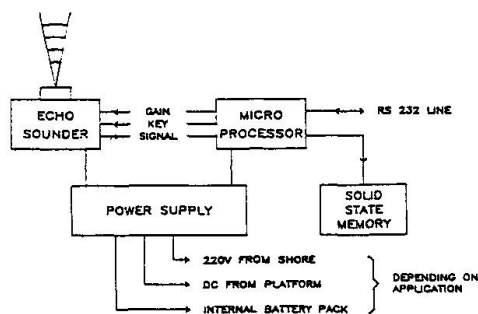 ECHO
SOUNDER
GAIN
KEY
SIGNAL
MICRO
PROCESSOR
RS 232 LINE
POWER SUPPLY
SOLID
STATE
MEMORY
220V FROM SHORE
DC FROM PLATFORM
INTERNAL BATTERY PACK
DEPENDING ON
APPLICATION